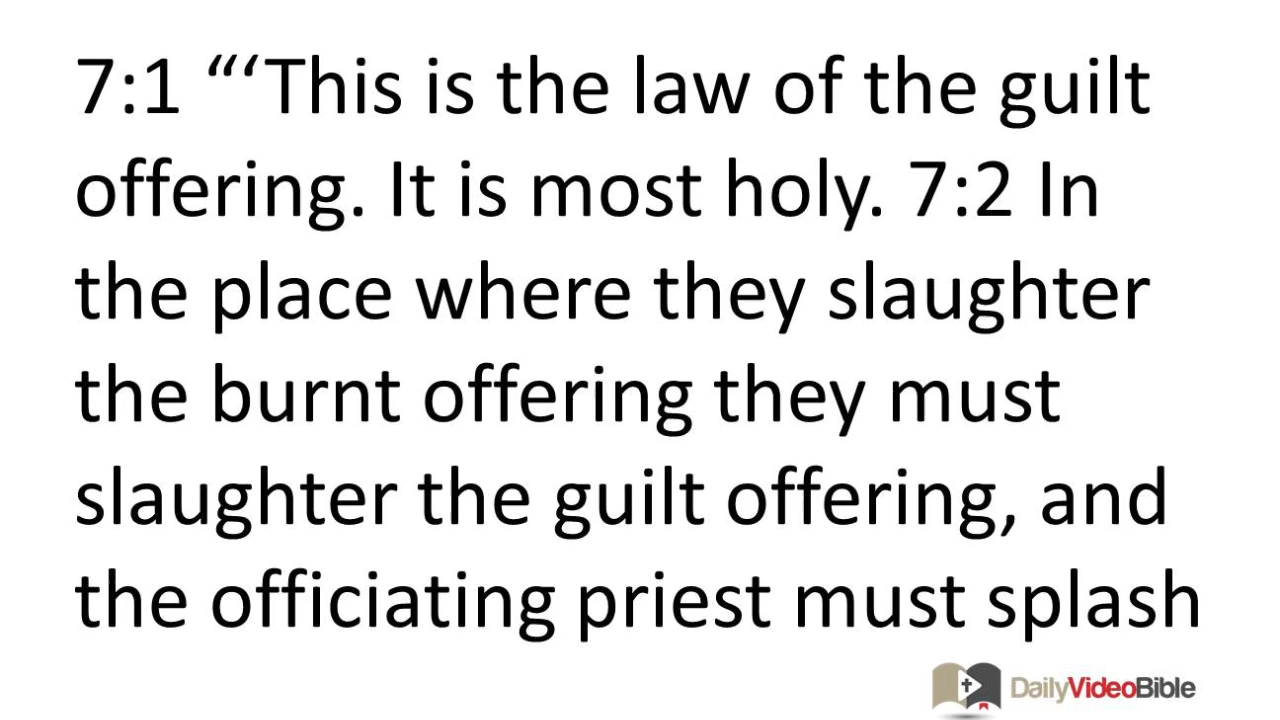 7:1 “‘This is the law of the guilt
offering. It is most holy. 7:2 In
the place where they slaughter
the burnt offering they must
slaughter the guilt offering, and
the officiating priest must splash
DailyVideoBible